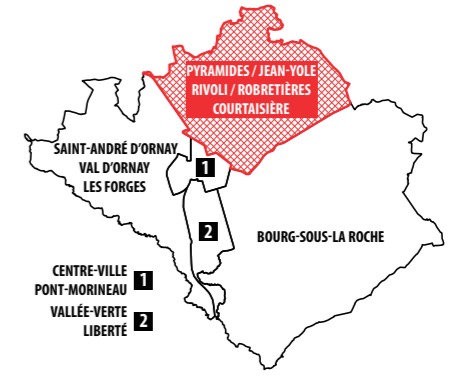 PYRAMIDES / JEAN-YOLE
RIVOLI / ROBRETIÈRES
COURTAISIÈRE
SAINT-ANDRÉ D'ORNAY
VAL D'ORNAY
LES FORGES
1
2
BOURG-SOUS-LA ROCHE
CENTRE-VILLE
PONT-MORINEAU
1
VALLÉE-VERTE
LIBERTÉ
2